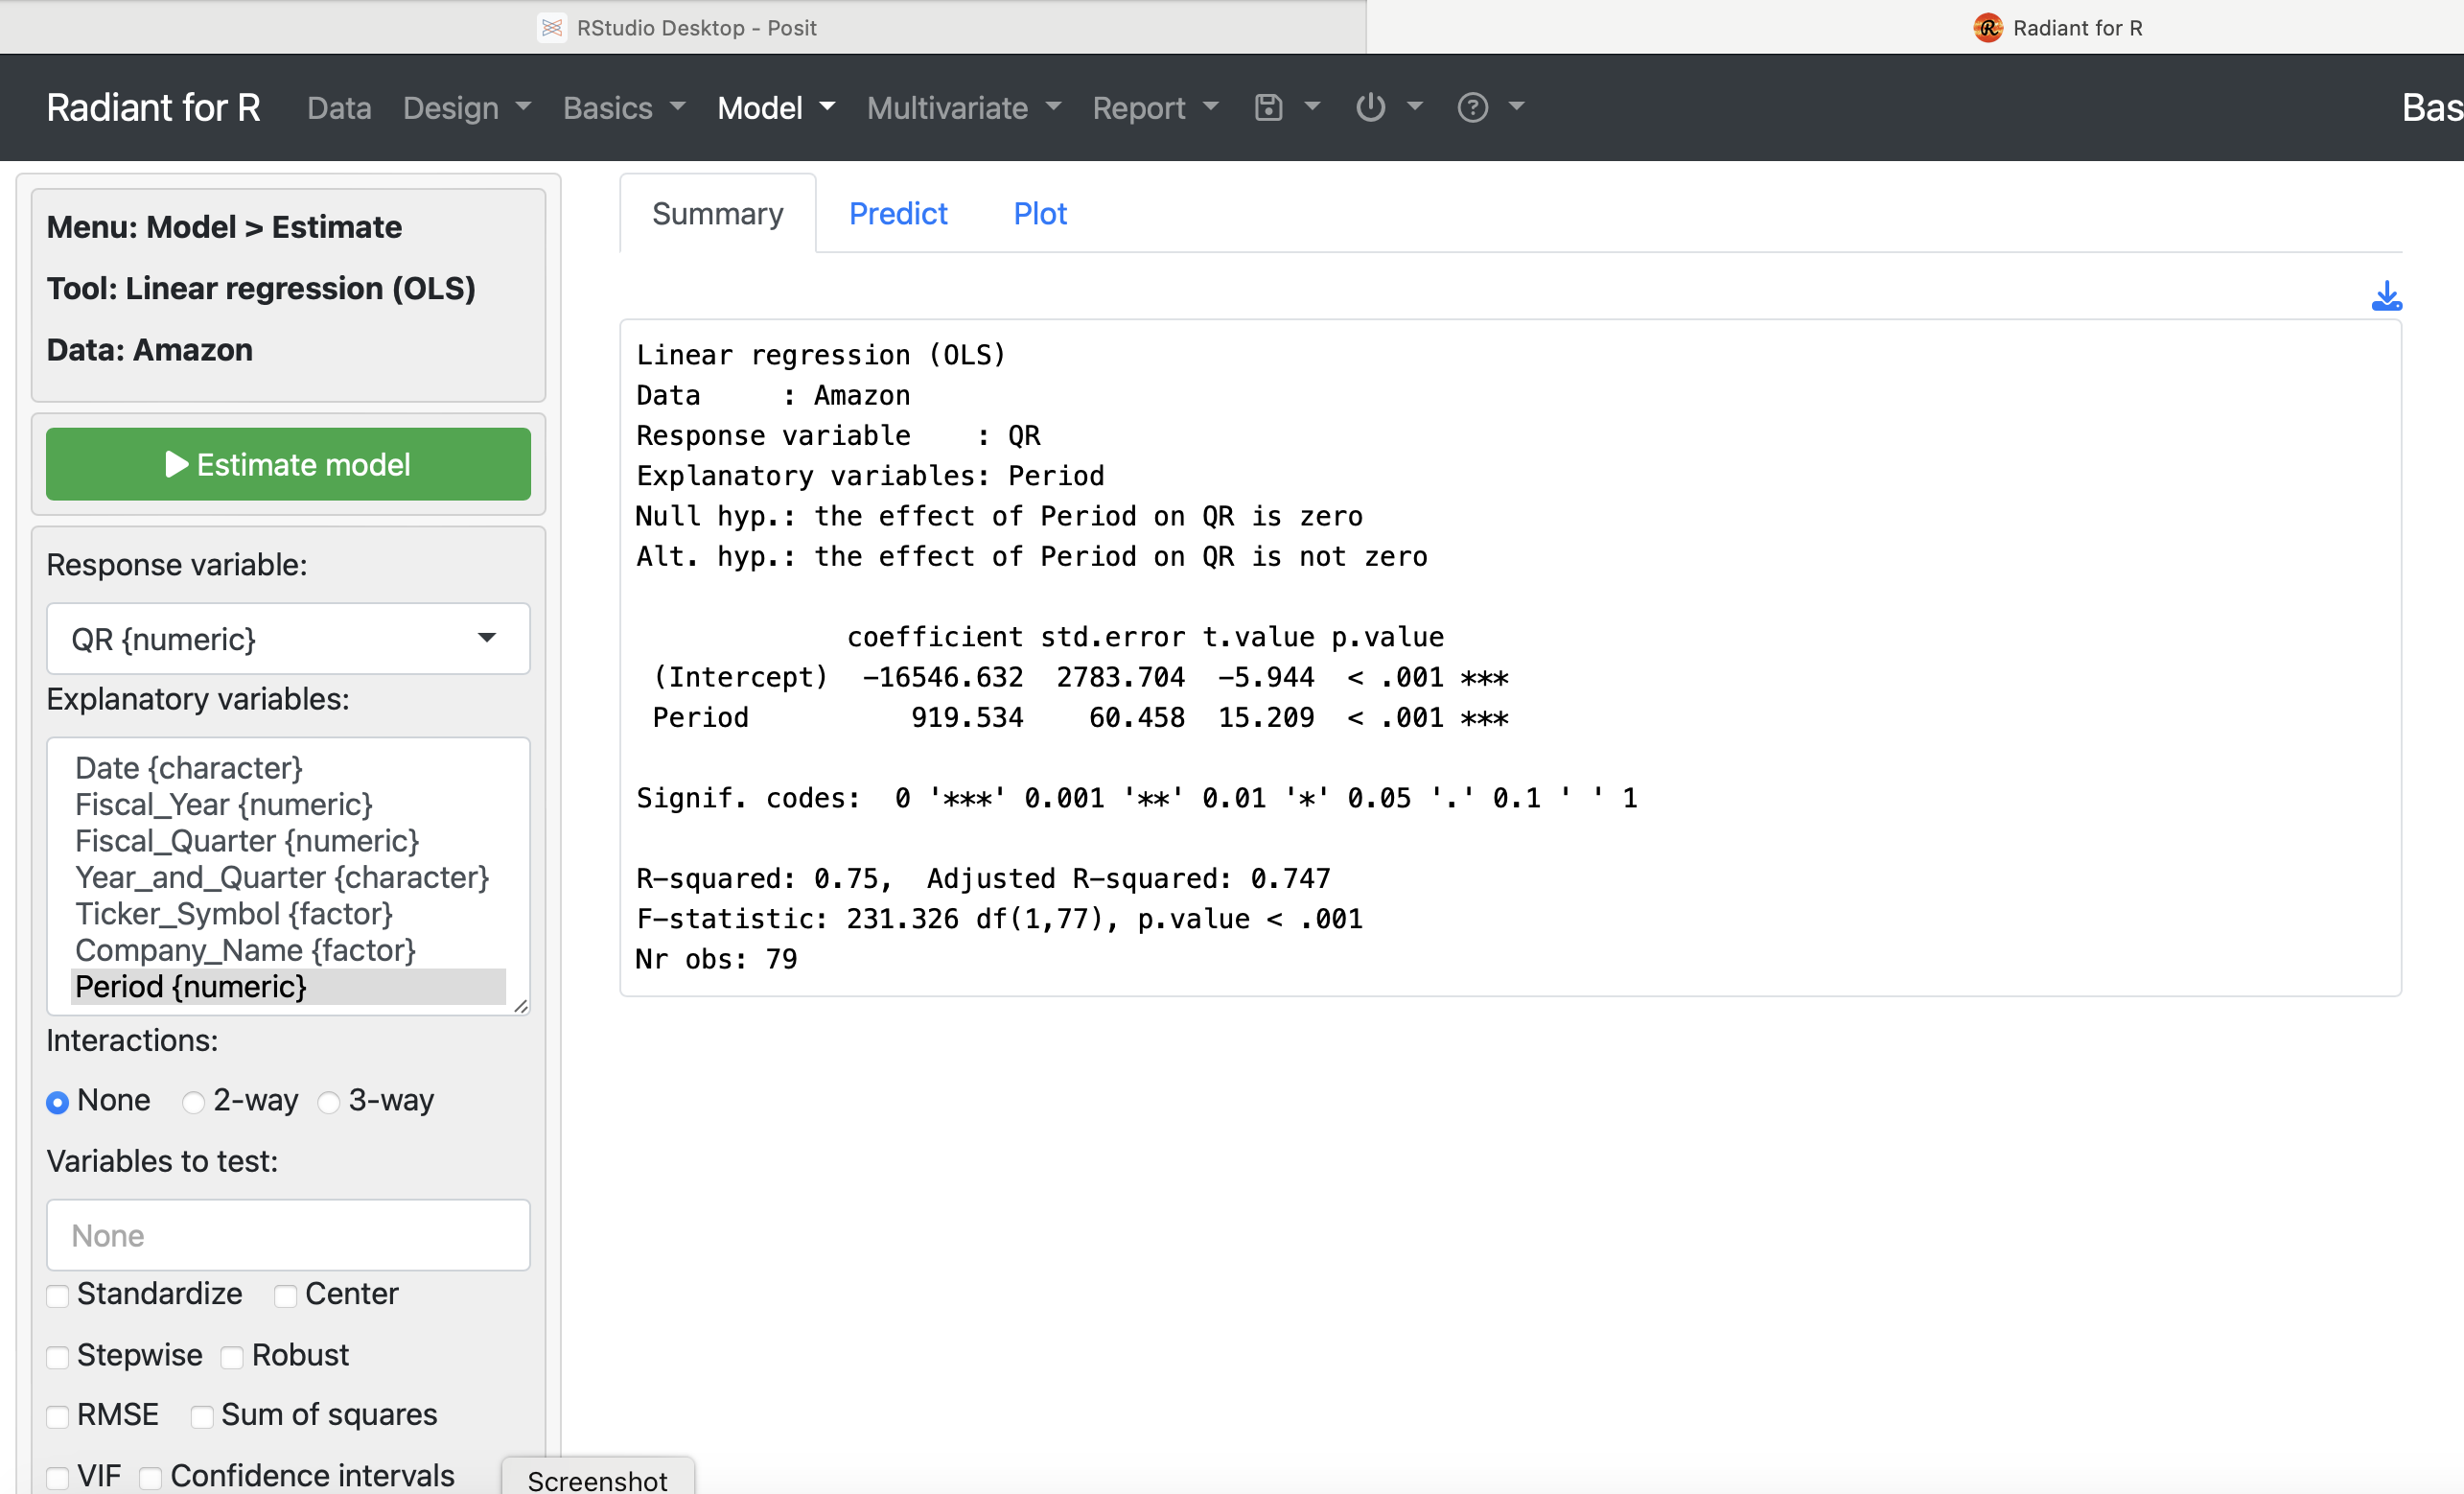 RStudio Desktop - Posit
Radiant for R
Radiant for R Data Design Basics Model Multivariate Report Bas
Menu: Model > Estimate
Tool: Linear regression (OLS)
Data: Amazon
Estimate model
Response variable:
QR {numeric}
Explanatory variables:
Date {character}
Fiscal_Year {numeric}
Fiscal_Quarter {numeric}
Year_and_Quarter {character}
Ticker_Symbol {factor}
Company_Name {factor}
Period {numeric}
Interactions:
None 2-way 3-way
Variables to test:
None
Standardize Center
Stepwise Robust
RMSE Sum of squares
VIF Confidence intervals
Screenshot
Summary Predict Plot
Linear regression (OLS)
Data     : Amazon
Response variable    : QR
Explanatory variables: Period
Null hyp.: the effect of Period on QR is zero
Alt. hyp.: the effect of Period on QR is not zero
coefficient std.error t.value p.value
(Intercept)  -16546.632  2783.704  -5.944  < .001 ***
Period          919.534    60.458  15.209  < .001 ***
Signif. codes:  0 '***' 0.001 '**' 0.01 '*' 0.05 '.' 0.1 ' ' 1
R-squared: 0.75,  Adjusted R-squared: 0.747
F-statistic: 231.326 df(1,77), p.value < .001
Nr obs: 79